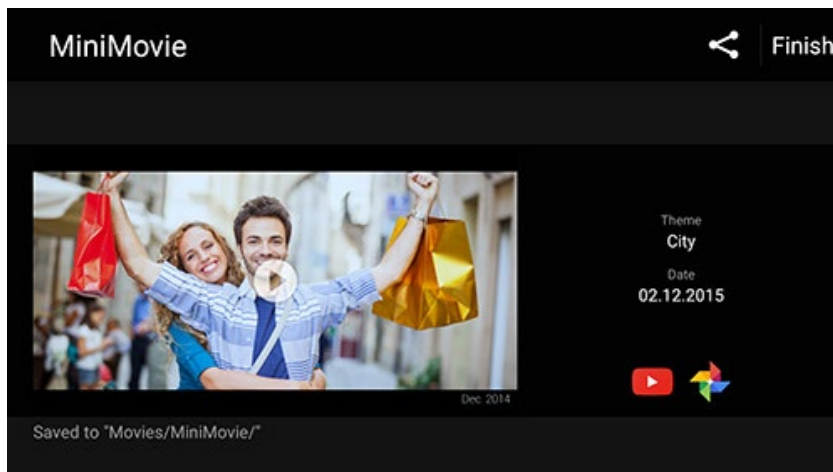 MiniMovie
Finish
Theme
City
Date
02.12.2015
Dec. 2014
Saved to "Movies/MiniMovie/"